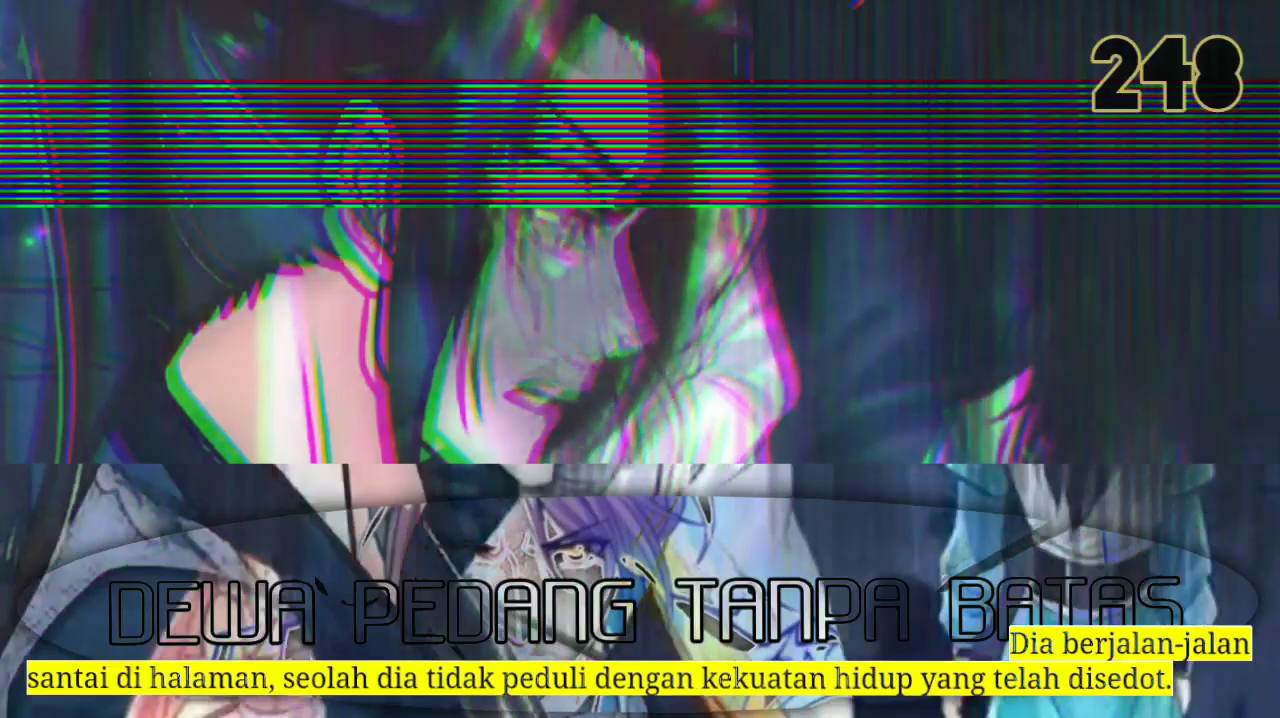 248
DEWA PEDANG TANPA BATAS
Dia berjalan-jalan
santai di halaman, seolah dia tidak peduli dengan kekuatan hidup yang telah disedot.